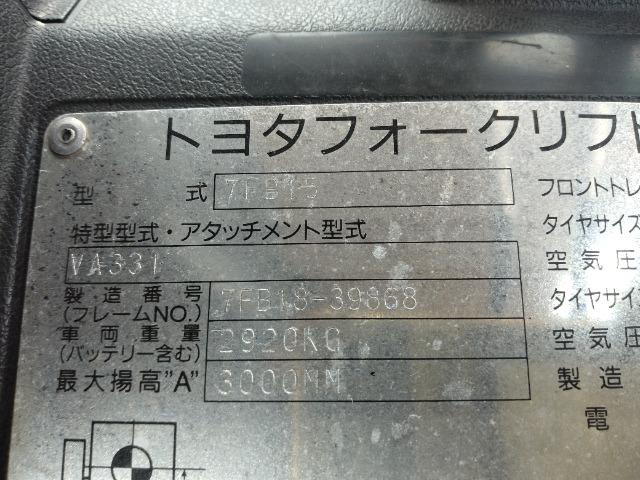 トヨタフォークリフト
型 式 7FB15
特型型式・アタッチメント型式
VA331
製造番号
(フレームNO.) 7FB18-39868
車両重量
(バッテリー含む) 2920KG
最大揚高"A" 3000MM
フロントトレ
タイヤサイズ
空気圧
タイヤサイズ
空気圧
製造
電